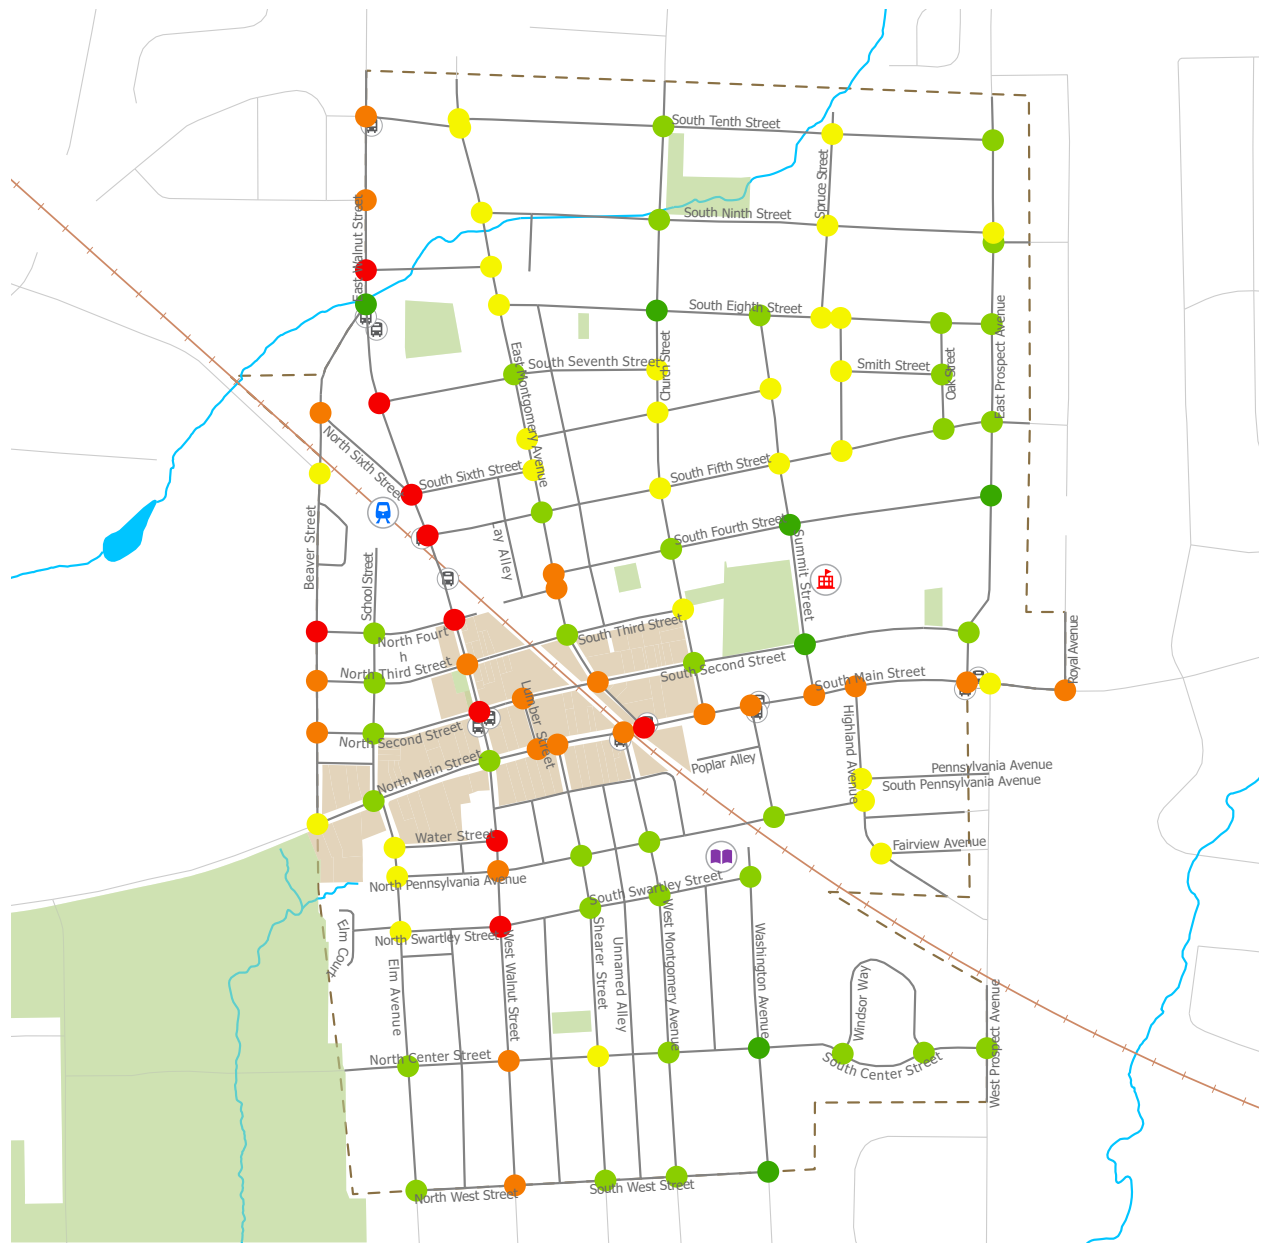 South Tenth Street
Spruce Street
South Ninth Street
East Walnut Street
South Eighth Street
East Prospect Avenue
Church Street
East Montgomery Avenue
South Seventh Street
Smith Street
Oak Street
North Sixth Street
South Sixth Street
South Fifth Street
Beaver Street
Lay Alley
South Fourth Street
Summit Street
School Street
North Fourt
h
South Third Street
Royal Avenue
North Third Street
South Second Street
South Main Street
Lumber Street
Highland Avenue
North Second Street
Poplar Alley
Pennsylvania Avenue
South Pennsylvania Avenue
North Main Street
Water Street
Fairview Avenue
North Pennsylvania Avenue
South Swartley Street
Elm Court
North Swartley Street
West Walnut Street
Shearer Street
Unnamed Alley
West Montgomery Avenue
Washington Avenue
Elm Avenue
Windsor Way
West Prospect Avenue
North Center Street
South Center Street
North West Street
South West Street